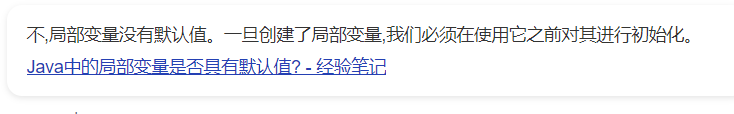 不,局部变量没有默认值。一旦创建了局部变量,我们必须在使用它之前对其进行初始化。
Java中的局部变量是否具有默认值? - 经验笔记